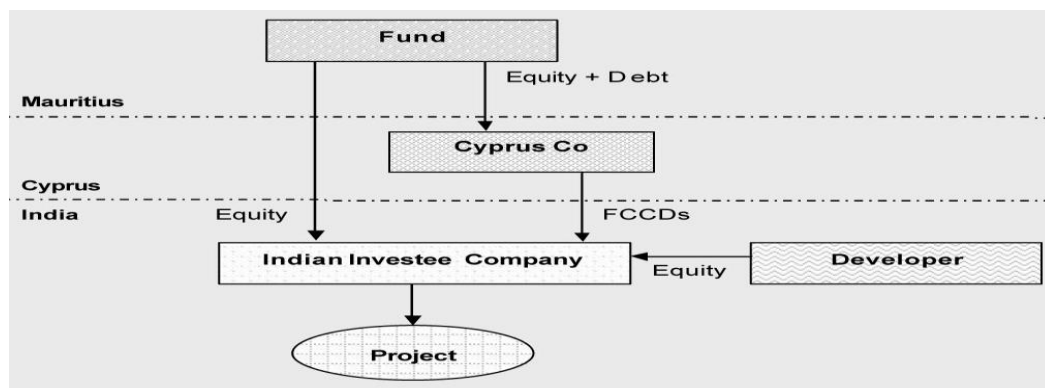 Fund
Equity + Debt
Mauritius
Cyprus Co
Cyprus
India
Equity
FCCDs
Indian Investee Company
Equity
Developer
Project